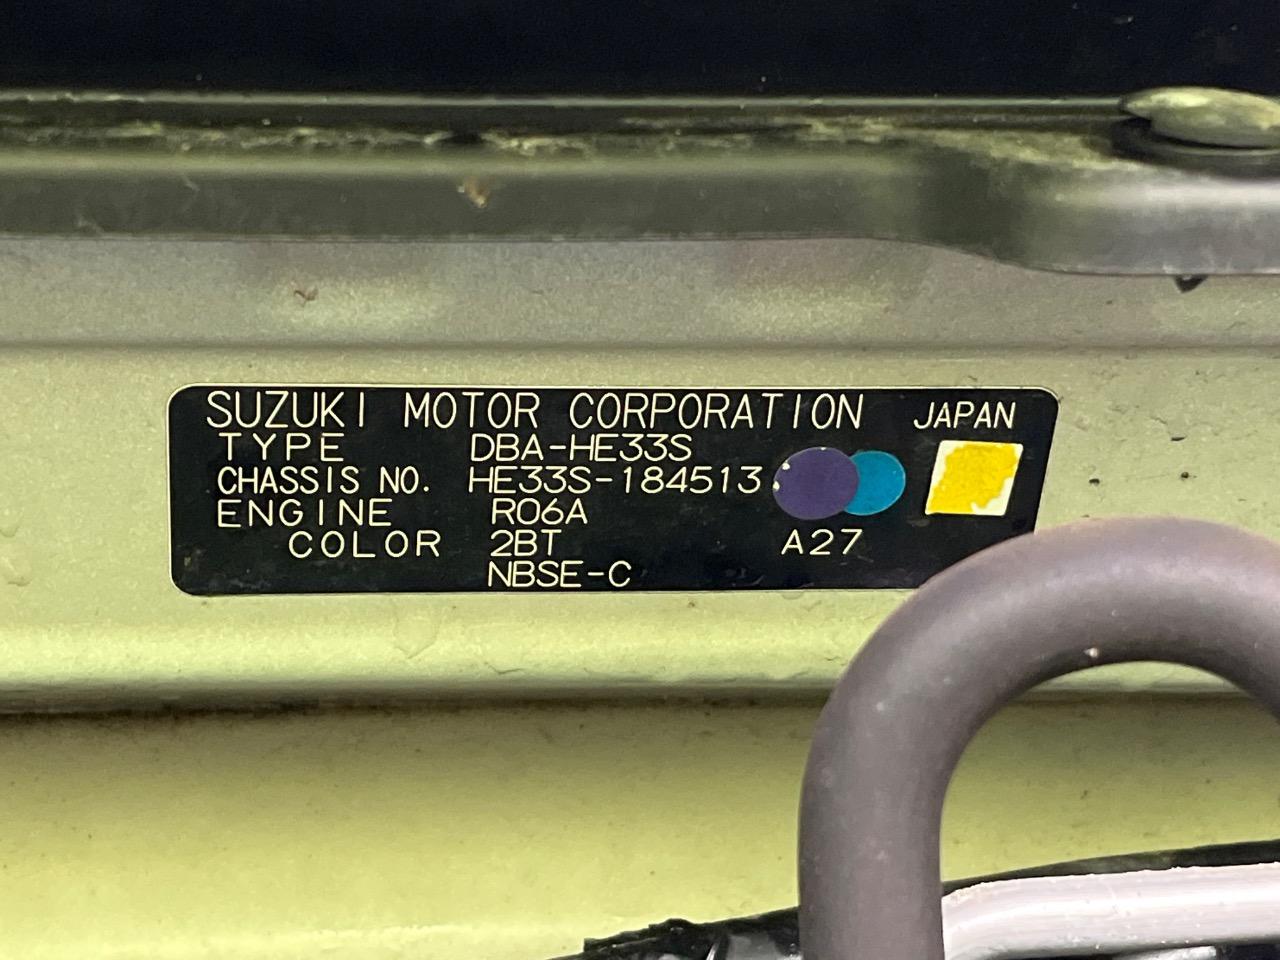 SUZUKI MOTOR CORPORATION JAPAN
TYPE DBA-HE33S
CHASSIS NO. HE33S-184513
ENGINE R06A
COLOR 2BT A27
NBSE-C